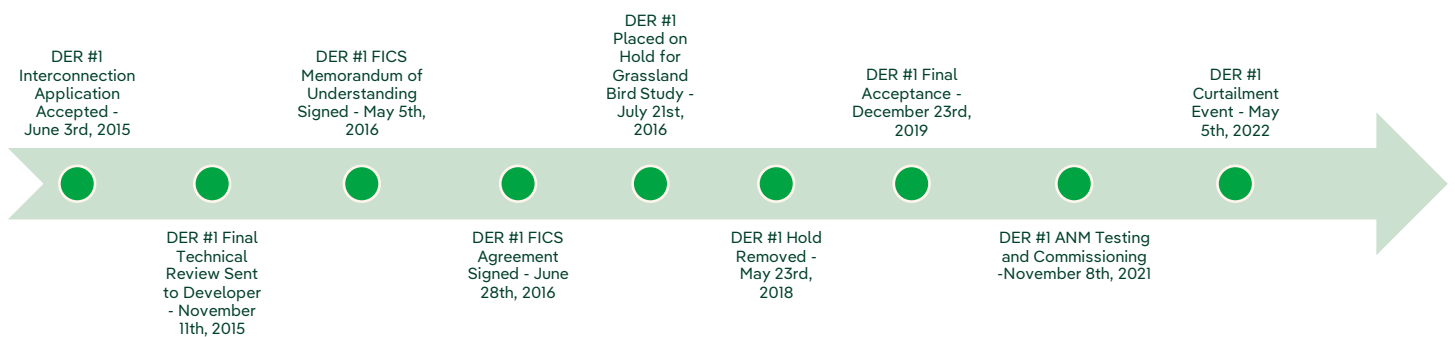 DER #1
Interconnection
Application
Accepted -
June 3rd, 2015
DER #1 Final
Technical
Review Sent
to Developer
- November
11th, 2015
DER #1 FICS
Memorandum of
Understanding
Signed - May 5th,
2016
DER #1 FICS
Agreement
Signed - June
28th, 2016
DER #1
Placed on
Hold for
Grassland
Bird Study -
July 21st,
2016
DER #1 Hold
Removed -
May 23rd,
2018
DER #1 Final
Acceptance -
December 23rd,
2019
DER #1 ANM Testing
and Commissioning
-November 8th, 2021
DER #1
Curtailment
Event - May
5th, 2022